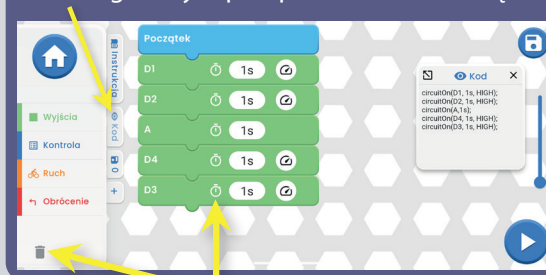 Początek
D1 1s
D2 1s
A 1s
D4 1s
D3 1s
Wyjścia
Kontrola
Ruch
Obrócenie
Instrukcja
Kod
0
+
Kod ×
circuitOn(D1, 1s, HIGH);
circuitOn(D2, 1s, HIGH);
circuitOn(A,1s);
circuitOn(D4, 1s, HIGH);
circuitOn(D3, 1s, HIGH);